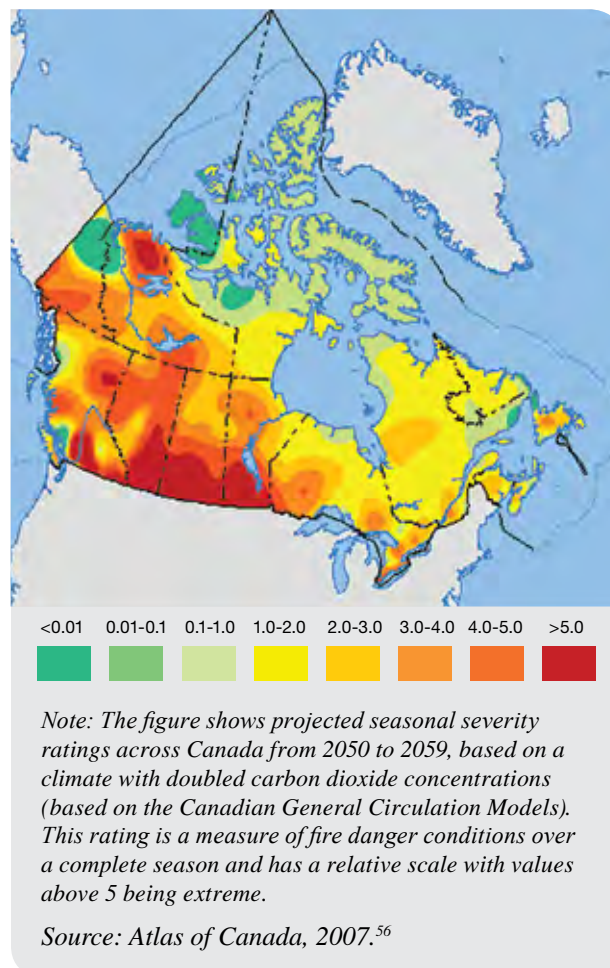 <0.01 0.01-0.1 0.1-1.0 1.0-2.0 2.0-3.0 3.0-4.0 4.0-5.0 >5.0
Note: The figure shows projected seasonal severity
ratings across Canada from 2050 to 2059, based on a
climate with doubled carbon dioxide concentrations
(based on the Canadian General Circulation Models).
This rating is a measure of fire danger conditions over
a complete season and has a relative scale with values
above 5 being extreme.
Source: Atlas of Canada, 2007.56